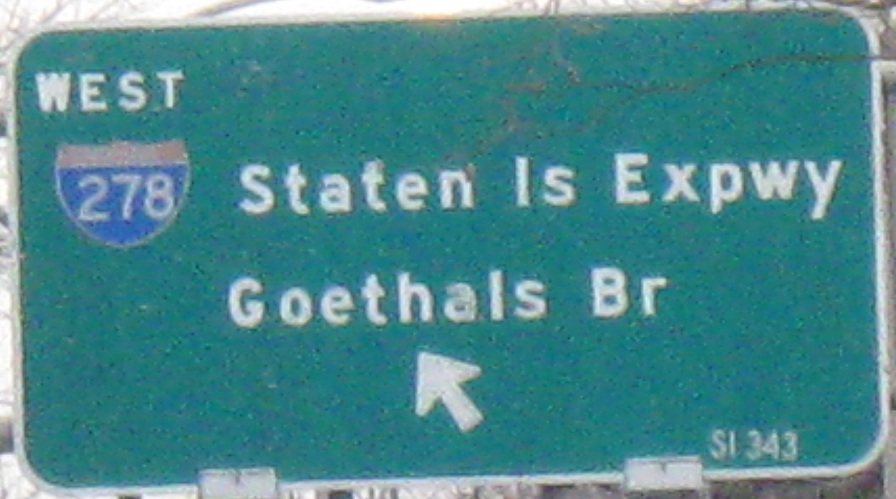 WEST
278
Staten Is Expwy
Goethals Br
SI 343